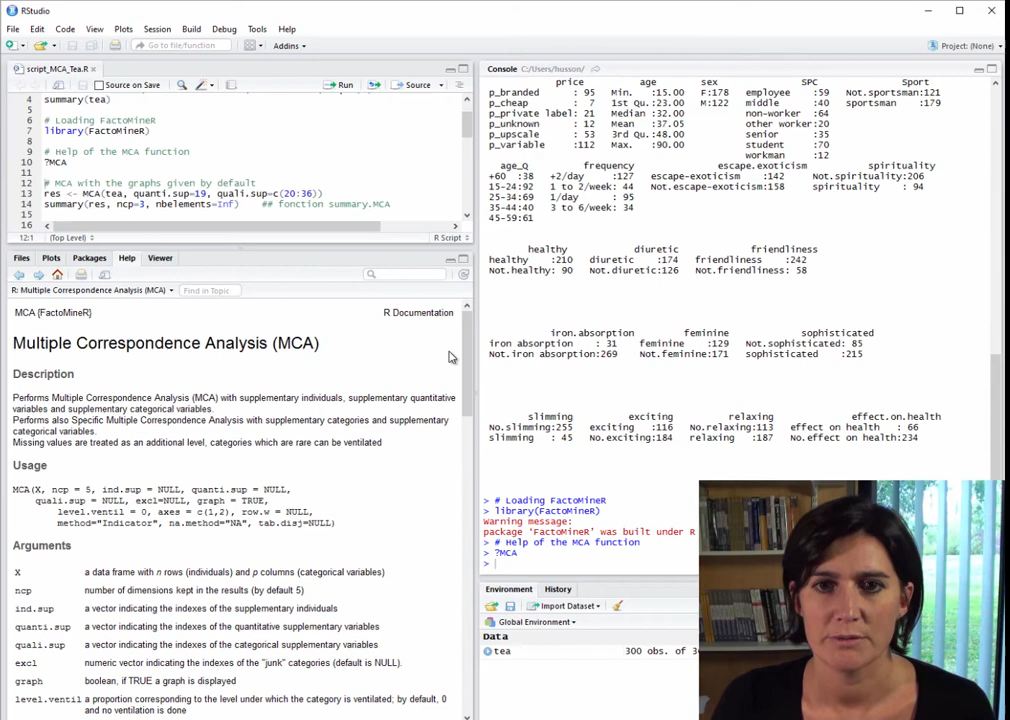 RStudio
File Edit Code View Plots Session Build Debug Tools Help
Go to file/function Addins Project: (None)
script_MCA_Tea.R
Source on Save Run Source
4 summary(tea)
5
6 # Loading FactoMineR
7 library(FactoMineR)
8
9 # Help of the MCA function
10 ?MCA
11
12 # MCA with the graphs given by default
13 res <- MCA(tea, quanti.sup=19, quali.sup=c(20:36))
14 summary(res, ncp=3, nbelements=Inf) ## fonction summary.MCA
15
16
12:1 (Top Level) R Script
Files Plots Packages Help Viewer
R: Multiple Correspondence Analysis (MCA) Find in Topic
MCA {FactoMineR} R Documentation
Multiple Correspondence Analysis (MCA)
Description
Performs Multiple Correspondence Analysis (MCA) with supplementary individuals, supplementary quantitative
variables and supplementary categorical variables.
Performs also Specific Multiple Correspondence Analysis with supplementary categories and supplementary
categorical variables.
Missing values are treated as an additional level, categories which are rare can be ventilated
Usage
MCA(X, ncp = 5, ind.sup = NULL, quanti.sup = NULL,
quali.sup = NULL, excl=NULL, graph = TRUE,
level.ventil = 0, axes = c(1,2), row.w = NULL,
method="Indicator", na.method="NA", tab.disj=NULL)
Arguments
X a data frame with n rows (individuals) and p columns (categorical variables)
ncp number of dimensions kept in the results (by default 5)
ind.sup a vector indicating the indexes of the supplementary individuals
quanti.sup a vector indicating the indexes of the quantitative supplementary variables
quali.sup a vector indicating the indexes of the categorical supplementary variables
excl numeric vector indicating the indexes of the "junk" categories (default is NULL).
graph boolean, if TRUE a graph is displayed
level.ventil a proportion corresponding to the level under which the category is ventilated; by default, 0
and no ventilation is done
Console C:/Users/husson/
price age sex SPC Sport
p_branded : 95 Min. :15.00 F:178 employee :59 Not.sportsman:121
p_cheap : 7 1st Qu.:23.00 M:122 middle :40 sportsman :179
p_private label: 21 Median :32.00 non-worker :64
p_unknown : 12 Mean :37.05 other worker:20
p_upscale : 53 3rd Qu.:48.00 senior :35
p_variable :112 Max. :90.00 student :70
workman :12
age_Q frequency escape.exoticism spirituality
+60 :38 +2/day :127 escape-exoticism :142 Not.spirituality:206
15-24:92 1 to 2/week: 44 Not.escape-exoticism:158 spirituality : 94
25-34:69 1/day : 95
35-44:40 3 to 6/week: 34
45-59:61
healthy diuretic friendliness
healthy :210 diuretic :174 friendliness :242
Not.healthy: 90 Not.diuretic:126 Not.friendliness: 58
iron.absorption feminine sophisticated
iron absorption : 31 feminine :129 Not.sophisticated: 85
Not.iron absorption:269 Not.feminine:171 sophisticated :215
slimming exciting relaxing effect.on.health
No.slimming:255 exciting :116 No.relaxing:113 effect on health : 66
slimming : 45 No.exciting:184 relaxing :187 No.effect on health:234
> # Loading FactoMineR
> library(FactoMineR)
Warning message:
package 'FactoMineR' was built under R
> # Help of the MCA function
> ?MCA
>
Environment History
Import Dataset
Global Environment
Data
tea 300 obs. of